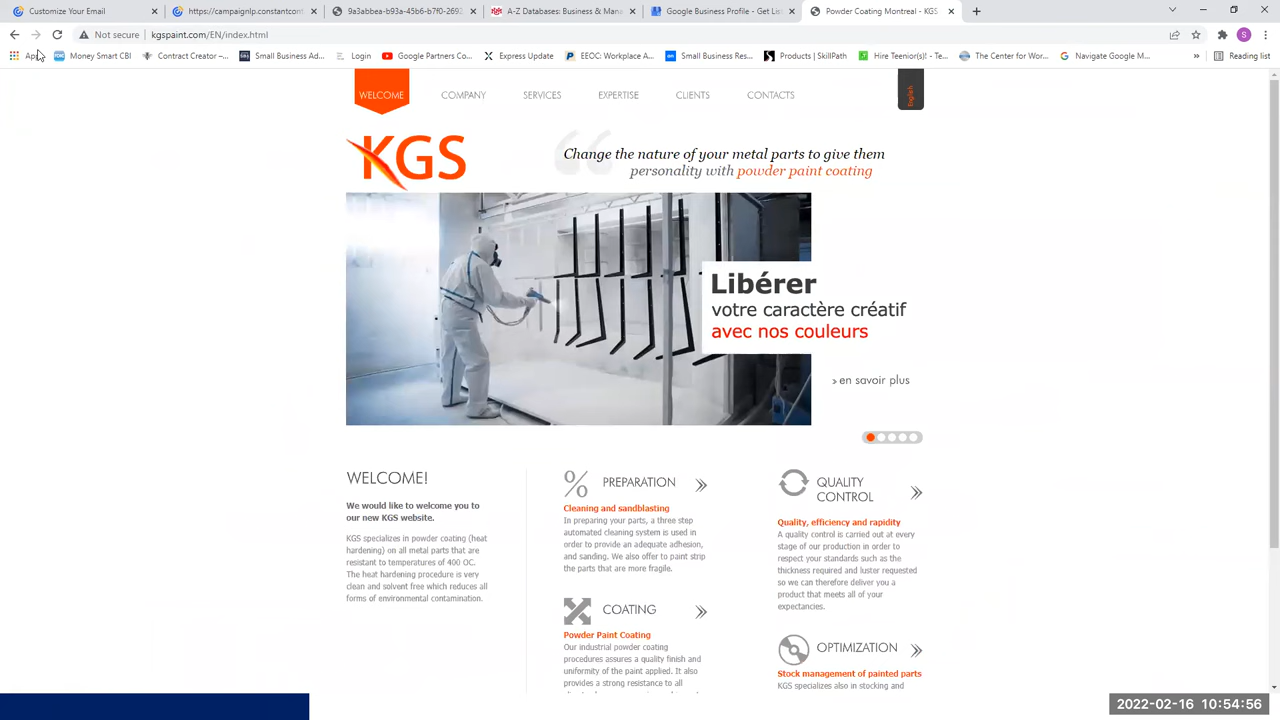 Customize Your Email
https://campaignlp.constantcont
39a5916b-a7b7-6f70-2693
A-Z Databases: Business and Ma
Default
Powder Coating Montreal - KGS
Not secure | kgspaint.com/EN/index.html
Money Smart CBI
Contract Creator –...
Small Business Ad...
Login
Google Partners Co...
Express Update
EEOC: Workplace A...
Small Business Res...
Products | SkillPath
Hire Teenior(s)! - Te...
The Center for Wor...
Navigate Google M...
Reading list
WELCOME
COMPANY
SERVICES
EXPERTISE
CLIENTS
CONTACTS
English
KGS
Change the nature of your metal parts to give them
personality with powder paint coating
Libérer
votre caractère créatif
avec nos couleurs
» en savoir plus
WELCOME!
We would like to welcome you to
our new KGS website.
KGS specializes in powder coating (heat
hardening) on all metal parts that are
resistant to temperatures of 400 OC.
The heat hardening procedure is very
clean and solvent free which reduces all
forms of environmental contamination.
PREPARATION
Cleaning and sandblasting
In preparing your parts, a three step
automated cleaning system is used in
order to provide an adequate adhesion,
and sanding. We also offer to paint strip
the parts that are more fragile.
COATING
Powder Paint Coating
Our industrial powder coating
procedures assures a quality finish and
uniformity of the paint applied. It also
provides a strong resistance to all
QUALITY
CONTROL
Quality, efficiency and rapidity
A quality control is carried out at every
stage of our production in order to
respect your standards such as the
thickness required and luster requested
so we can therefore deliver you a
product that meets all of your
expectancies.
OPTIMIZATION
Stock management of painted parts
KGS specializes also in stocking and
2022-02-16 10:54:56